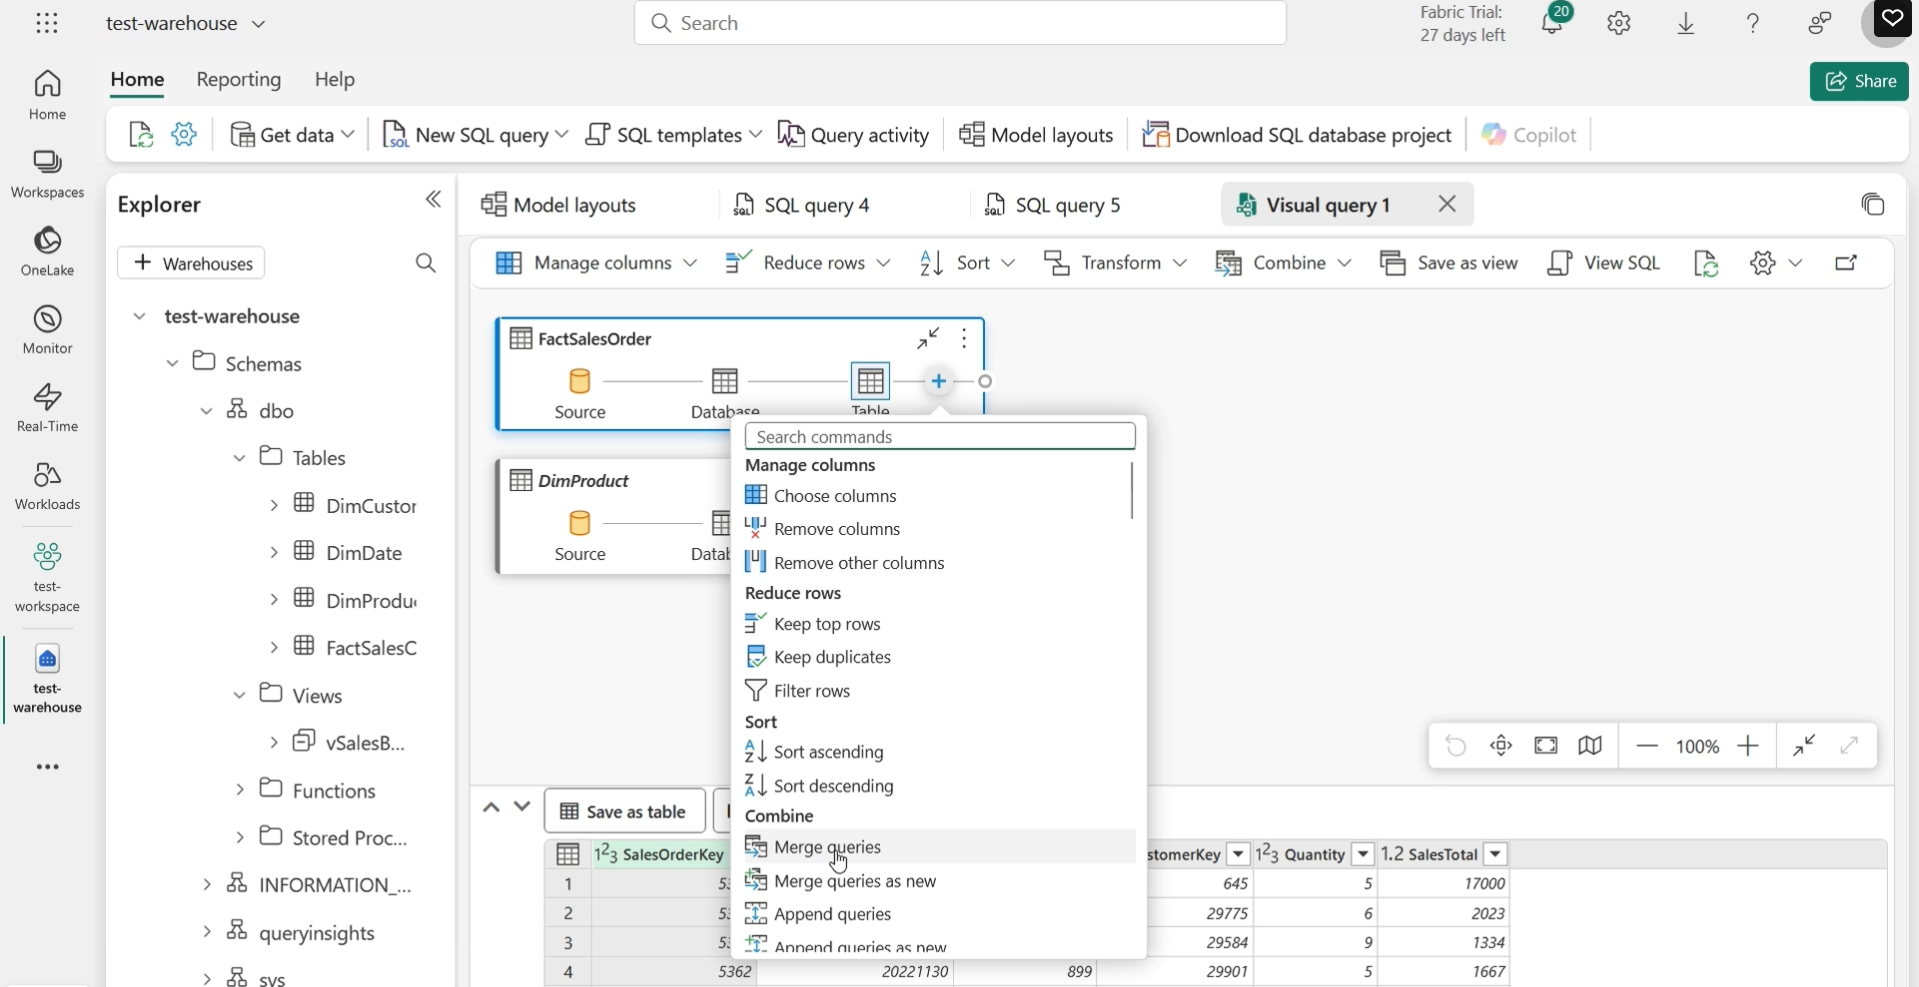 test-warehouse
Search
Fabric Trial:
27 days left
20
Home
Workspaces
OneLake
Monitor
Real-Time
Workloads
test-
workspace
test-
warehouse
Home Reporting Help
Share
Get data New SQL query SQL templates Query activity Model layouts Download SQL database project Copilot
Explorer
Warehouses
test-warehouse
Schemas
dbo
Tables
DimCustor
DimDate
DimProdu
FactSalesC
Views
vSalesB...
Functions
Stored Proc...
INFORMATION_...
queryinsights
sys
Model layouts SQL query 4 SQL query 5 Visual query 1
Manage columns Reduce rows Sort Transform Combine Save as view View SQL
FactSalesOrder
Source Database Table
DimProduct
Source Datab
Search commands
Manage columns
Choose columns
Remove columns
Remove other columns
Reduce rows
Keep top rows
Keep duplicates
Filter rows
Sort
Sort ascending
Sort descending
Combine
Merge queries
Merge queries as new
Append queries
Append queries as new
100%
Save as table
123 SalesOrderKey stomerKey 123 Quantity 1.2 SalesTotal
1 53 645 5 17000
2 53 29775 6 2023
3 53 29584 9 1334
4 5362 20221130 899 29901 5 1667